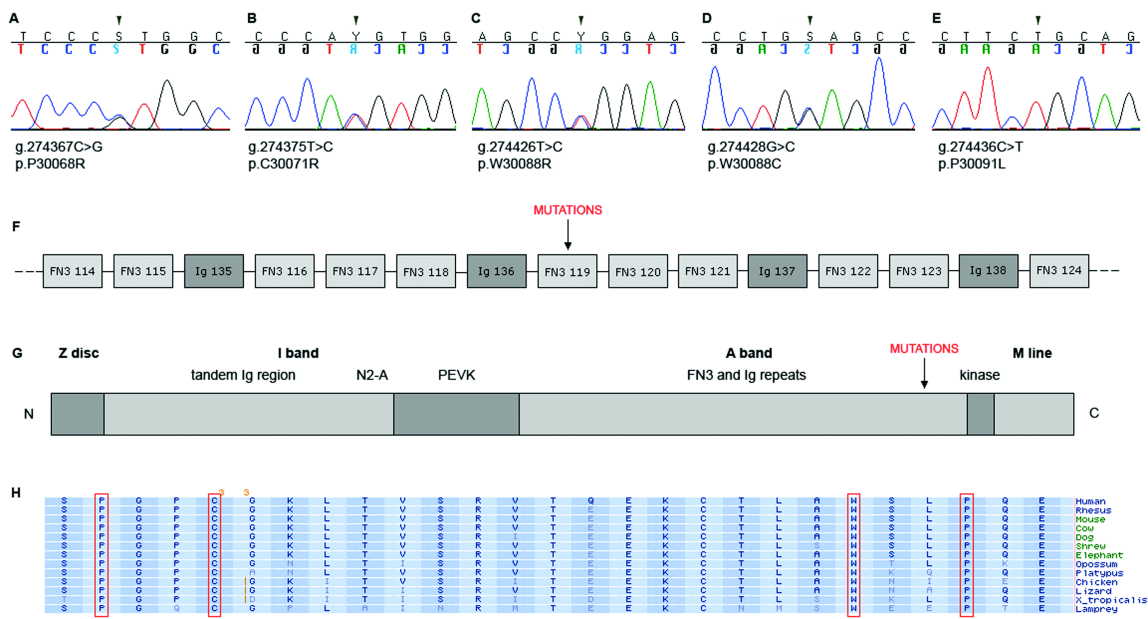 A B C D E
T C C C S T G G C
C C C A Y G T G G
A G C C Y G G A G
C C T G S A G C C
C T T C T G C A G
g.274367C>G
p.P30068R
g.274375T>C
p.C30071R
g.274426T>C
p.W30088R
g.274428G>C
p.W30088C
g.274436C>T
p.P30091L
MUTATIONS
F
FN3 114 FN3 115 Ig 135 FN3 116 FN3 117 FN3 118 Ig 136 FN3 119 FN3 120 FN3 121 Ig 137 FN3 122 FN3 123 Ig 138 FN3 124
G Z disc I band A band MUTATIONS M line
tandem Ig region N2-A PEVK FN3 and Ig repeats kinase
N C
H
3 3
S P G P C G K L T V S R V T Q E K C T L A W S L P Q E Human
S P G P C G K L T V S R V T E E K C T L A W S L P Q E Rhesus
S P G P C G K L T V S R V T E E K C T L A W S L P Q E Mouse
S P G P C G K L T V S R V T E E K C T L A W S L P Q E Cow
S P G P C G K L T V S R I T E E K C T L A W S L P Q E Dog
S P G P C G K L T V S R V T E E K C T L S W S L P Q E Shrew
S P G P C G K L T V S R V T E E K C T L A W S L P Q E Elephant
S P G P C G N L T I S R V T E E K C T L A W T L P K E Opossum
S P G P C A N L T V S R V T E E K C T L A W K Q P Q E Platypus
S P G P C G K I T V S R I T E E K C T L A W N I P E E Chicken
S P G P C G K I T I S R V T E E K C T L A W N A P Q E Lizard
T P G P C D K I T I S R I T D E K C T L S W K L P Q E X_tropicalis
S P G Q C G P L A I N R M T E E K C N M S W E E P T E Lamprey